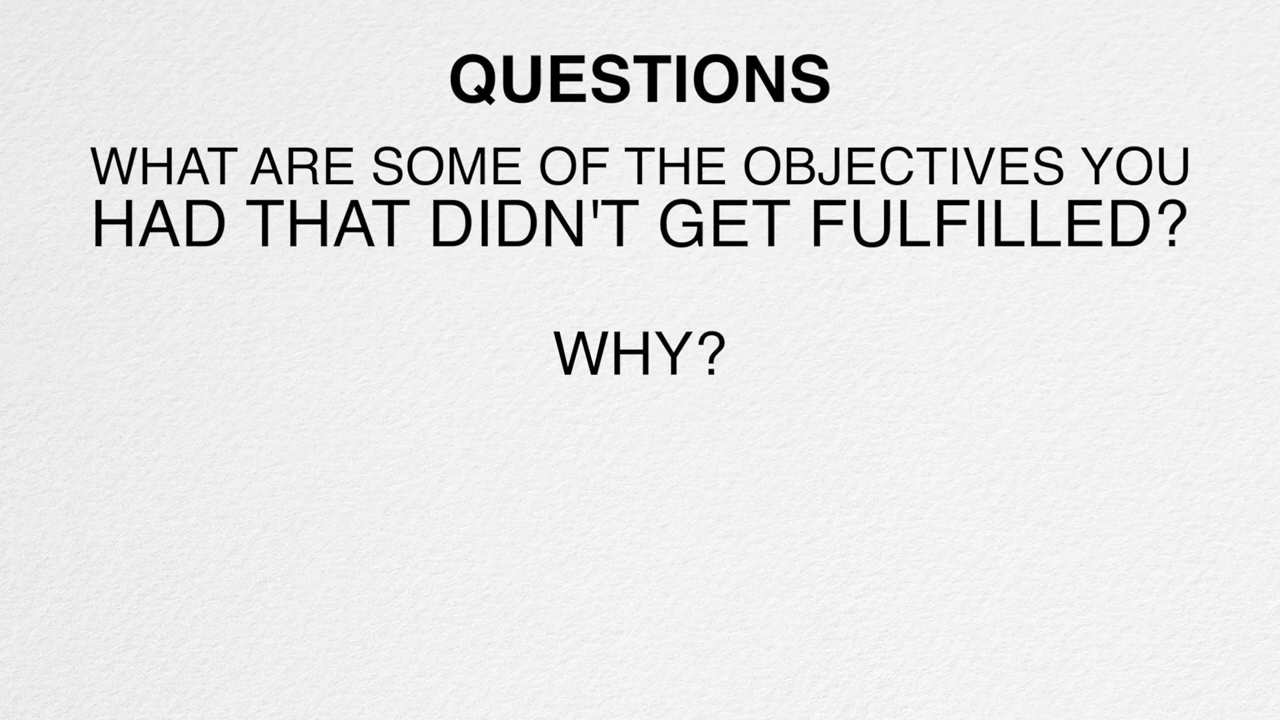 QUESTIONS
WHAT ARE SOME OF THE OBJECTIVES YOU
HAD THAT DIDN'T GET FULFILLED?
WHY?